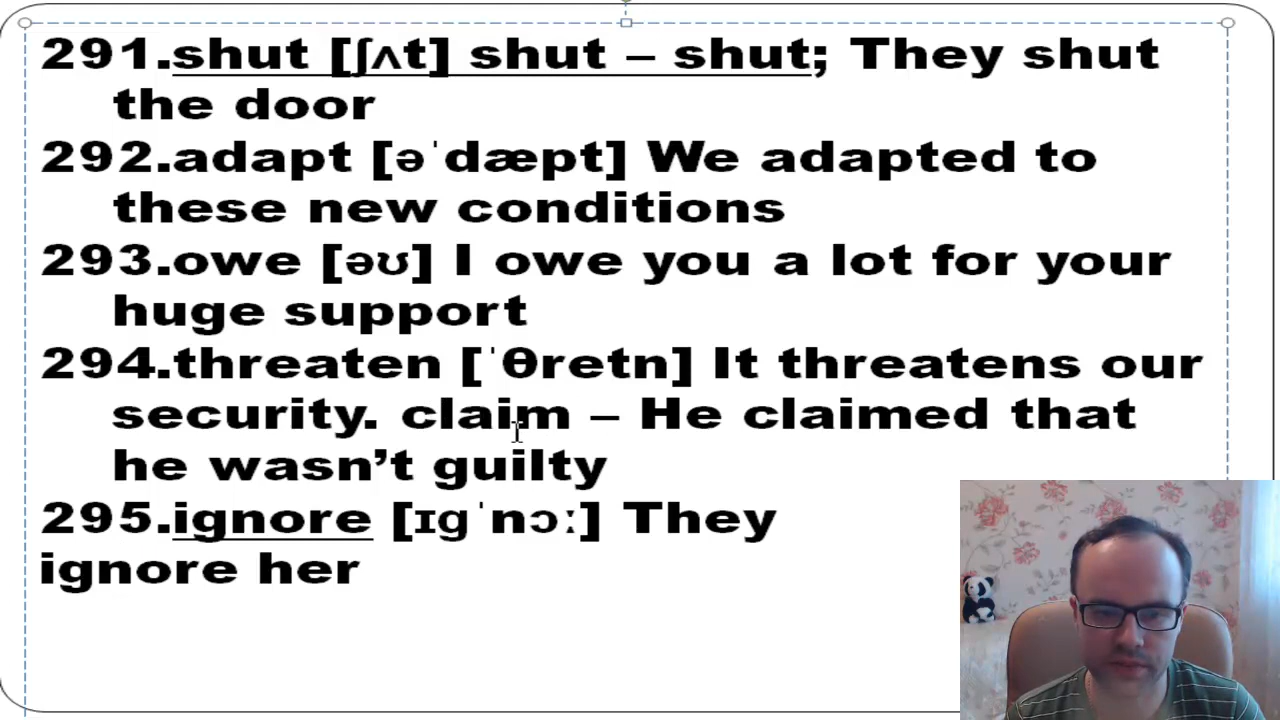 291.shut [ʃʌt] shut – shut; They shut
the door
292.adapt [əˈdæpt] We adapted to
these new conditions
293.owe [əʊ] I owe you a lot for your
huge support
294.threaten [ˈθretn] It threatens our
security. claim – He claimed that
he wasn’t guilty
295.ignore [ɪgˈnɔː] They
ignore her